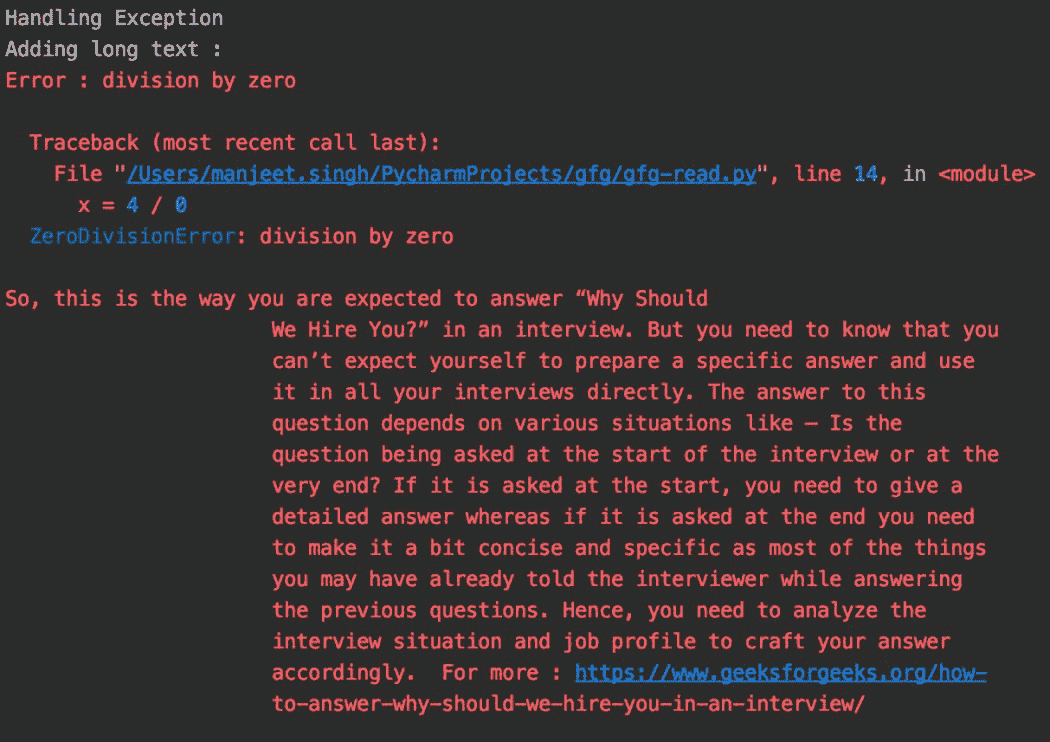 Handling Exception
Adding long text :
Error : division by zero
Traceback (most recent call last):
File "/Users/manjeet.singh/PycharmProjects/gfg/gfg-read.py", line 14, in <module>
x = 4 / 0
ZeroDivisionError: division by zero
So, this is the way you are expected to answer “Why Should
We Hire You?” in an interview. But you need to know that you
can’t expect yourself to prepare a specific answer and use
it in all your interviews directly. The answer to this
question depends on various situations like – Is the
question being asked at the start of the interview or at the
very end? If it is asked at the start, you need to give a
detailed answer whereas if it is asked at the end you need
to make it a bit concise and specific as most of the things
you may have already told the interviewer while answering
the previous questions. Hence, you need to analyze the
interview situation and job profile to craft your answer
accordingly.  For more : https://www.geeksforgeeks.org/how-
to-answer-why-should-we-hire-you-in-an-interview/